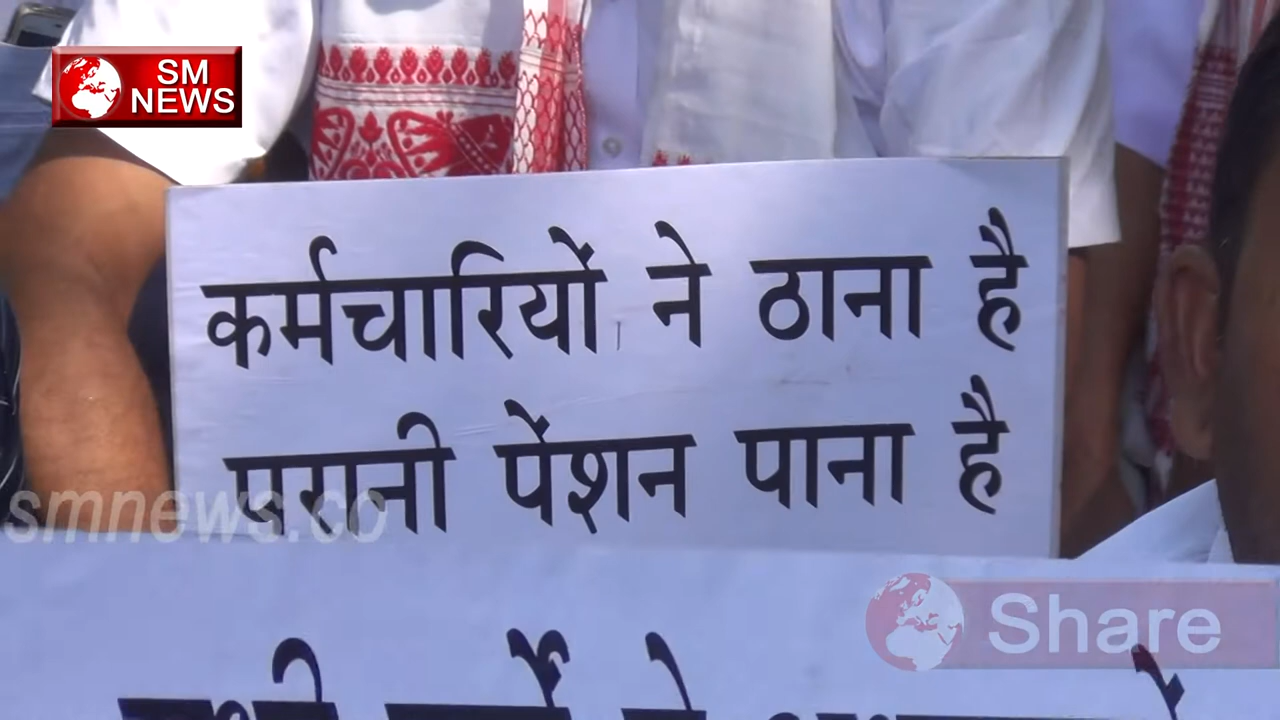 SM
NEWS
कर्मचारियों ने ठाना है
पुरानी पेंशन पाना है
smnews.co
Share